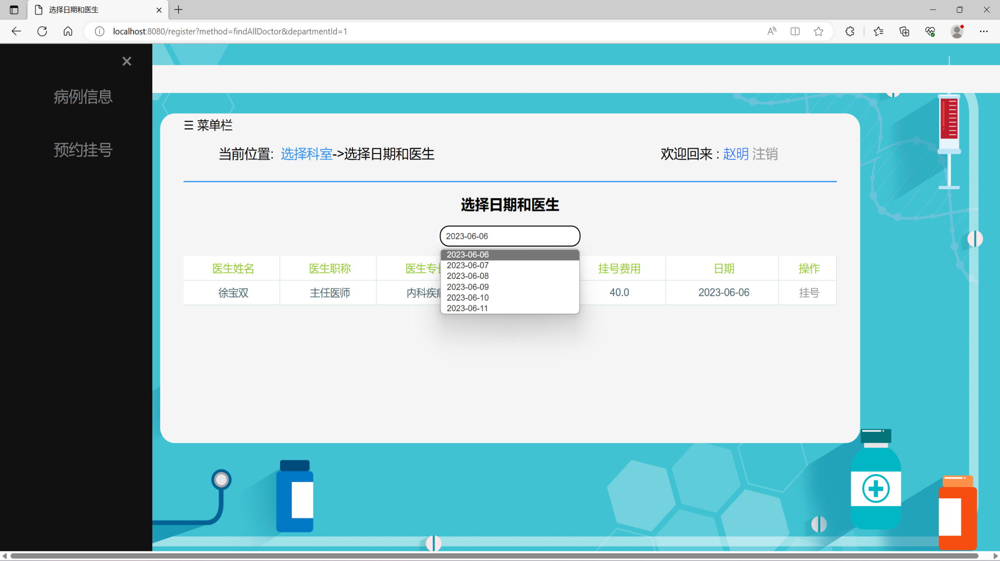 选择日期和医生
localhost:8080/register?method=findAllDoctor&departmentId=1
病例信息
预约挂号
☰ 菜单栏
当前位置: 选择科室->选择日期和医生
欢迎回来 : 赵明 注销
选择日期和医生
2023-06-06
2023-06-06
2023-06-07
2023-06-08
2023-06-09
2023-06-10
2023-06-11
医生姓名 医生职称 医生专 挂号费用 日期 操作
徐宝双 主任医师 内科疾 40.0 2023-06-06 挂号